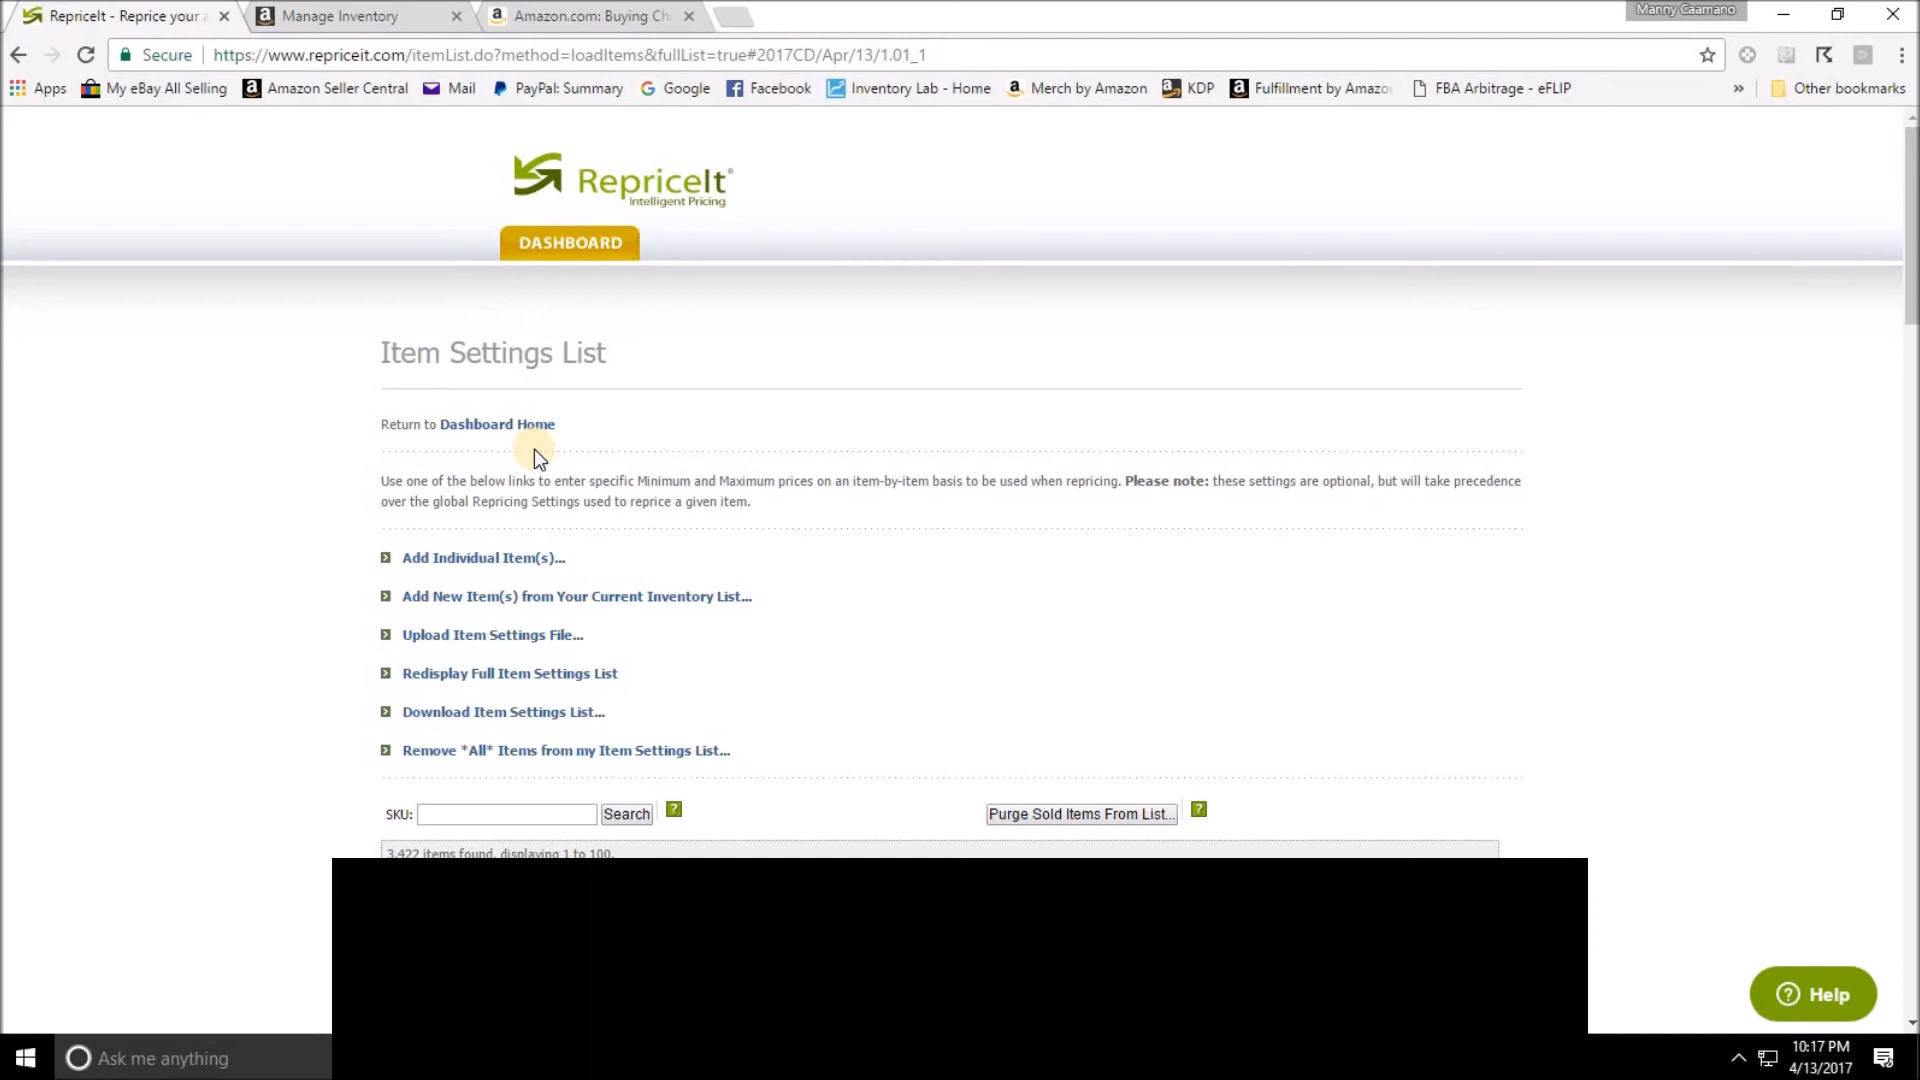 RepriceIt - Reprice your a
Manage Inventory
Amazon.com: Buying Ch
Manny Caamano
Secure
https://www.repriceit.com/itemList.do?method=loadItems&fullList=true#2017CD/Apr/13/1.01_1
Apps
My eBay All Selling
Amazon Seller Central
Mail
PayPal: Summary
Google
Facebook
Inventory Lab - Home
Merch by Amazon
KDP
Fulfillment by Amazo
FBA Arbitrage - eFLIP
»
Other bookmarks
RepriceIt®
Intelligent Pricing
DASHBOARD
Item Settings List
Return to Dashboard Home
Use one of the below links to enter specific Minimum and Maximum prices on an item-by-item basis to be used when repricing. Please note: these settings are optional, but will take precedence
over the global Repricing Settings used to reprice a given item.
Add Individual Item(s)...
Add New Item(s) from Your Current Inventory List...
Upload Item Settings File...
Redisplay Full Item Settings List
Download Item Settings List...
Remove *All* Items from my Item Settings List...
SKU: Search ? Purge Sold Items From List... ?
3,422 items found, displaying 1 to 100.
? Help
Ask me anything
10:17 PM
4/13/2017